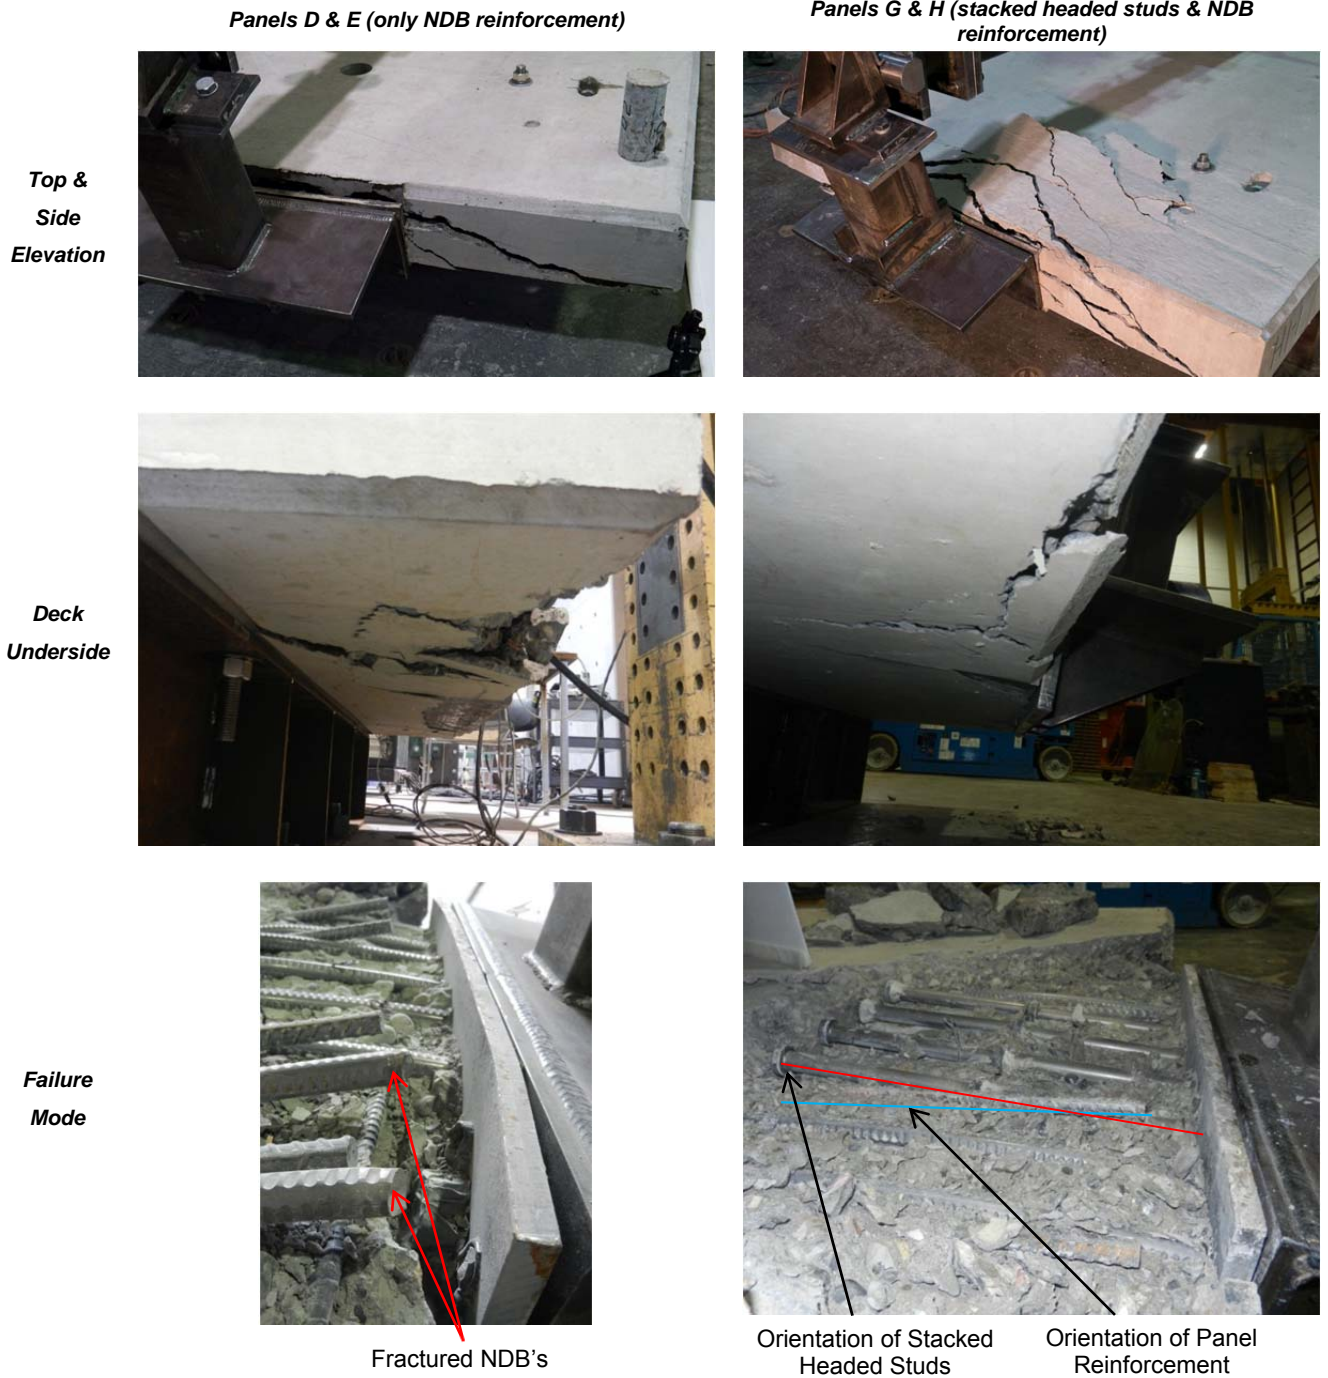 Panels D & E (only NDB reinforcement)
Panels G & H (stacked headed studs & NDB
reinforcement)
Top &
Side
Elevation
Deck
Underside
Failure
Mode
Fractured NDB's
Orientation of Stacked
Headed Studs
Orientation of Panel
Reinforcement